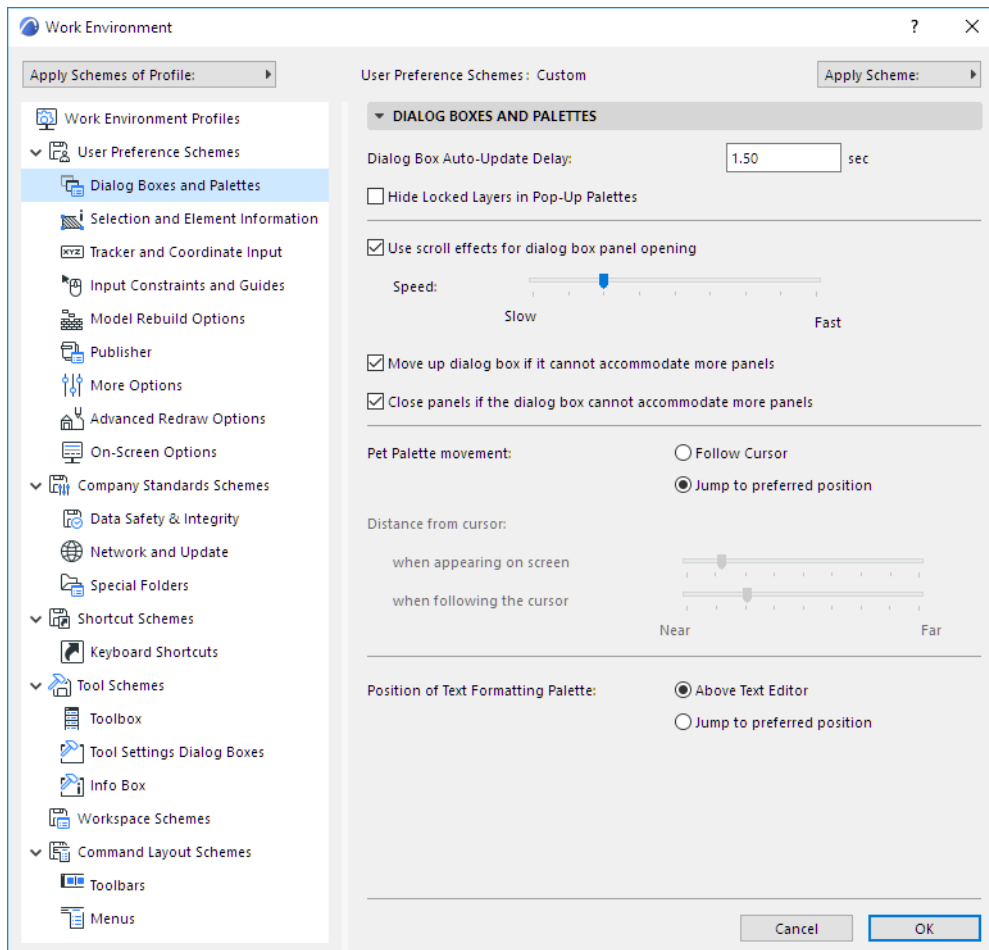 Work Environment
?
Apply Schemes of Profile:
User Preference Schemes: Custom
Apply Scheme:
Work Environment Profiles
User Preference Schemes
Dialog Boxes and Palettes
Selection and Element Information
XYZ Tracker and Coordinate Input
Input Constraints and Guides
Model Rebuild Options
Publisher
More Options
Advanced Redraw Options
On-Screen Options
Company Standards Schemes
Data Safety & Integrity
Network and Update
Special Folders
Shortcut Schemes
Keyboard Shortcuts
Tool Schemes
Toolbox
Tool Settings Dialog Boxes
Info Box
Workspace Schemes
Command Layout Schemes
Toolbars
Menus
DIALOG BOXES AND PALETTES
Dialog Box Auto-Update Delay: 1.50 sec
Hide Locked Layers in Pop-Up Palettes
Use scroll effects for dialog box panel opening
Speed:
Slow Fast
Move up dialog box if it cannot accommodate more panels
Close panels if the dialog box cannot accommodate more panels
Pet Palette movement: Follow Cursor
Jump to preferred position
Distance from cursor:
when appearing on screen
when following the cursor
Near Far
Position of Text Formatting Palette: Above Text Editor
Jump to preferred position
Cancel OK